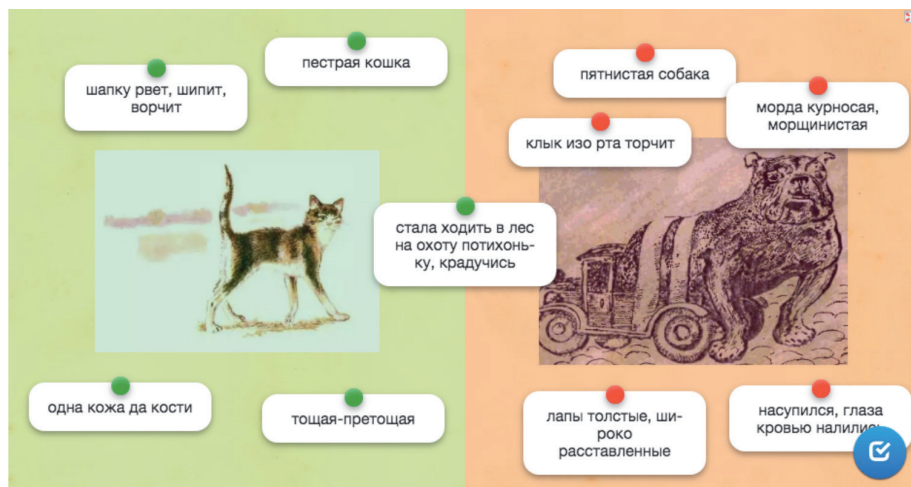 шапку рвет, шипит,
ворчит
пестрая кошка
пятнистая собака
морда курносая,
морщинистая
клык изо рта торчит
стала ходить в лес
на охоту потихонь-
ку, крадучись
одна кожа да кости
тощая-претощая
лапы толстые, ши-
роко
расставленные
насупился, глаза
кровью налились